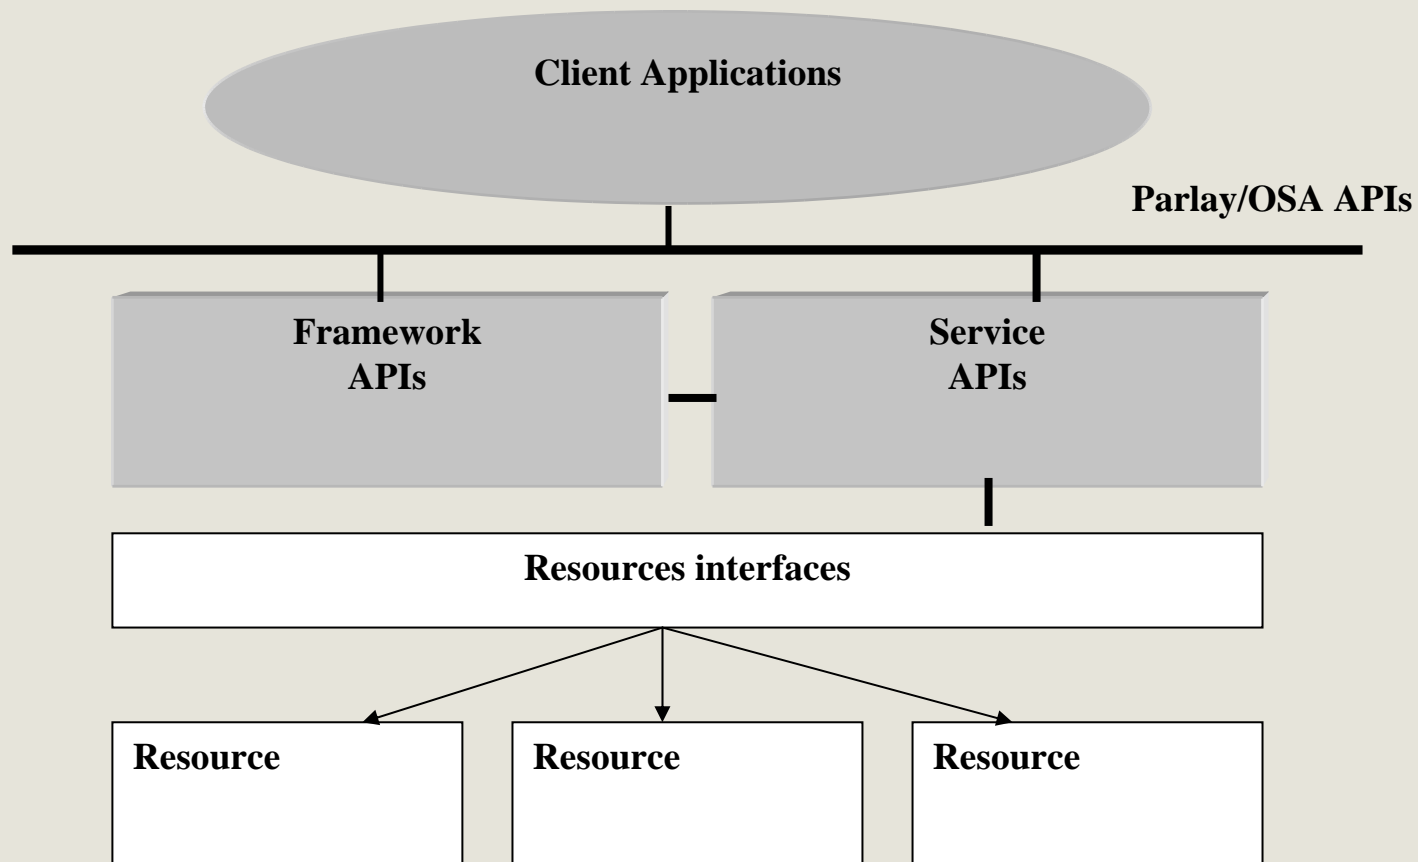 Client Applications
Parlay/OSA APIs
Framework
APIs
Service
APIs
Resources interfaces
Resource
Resource
Resource